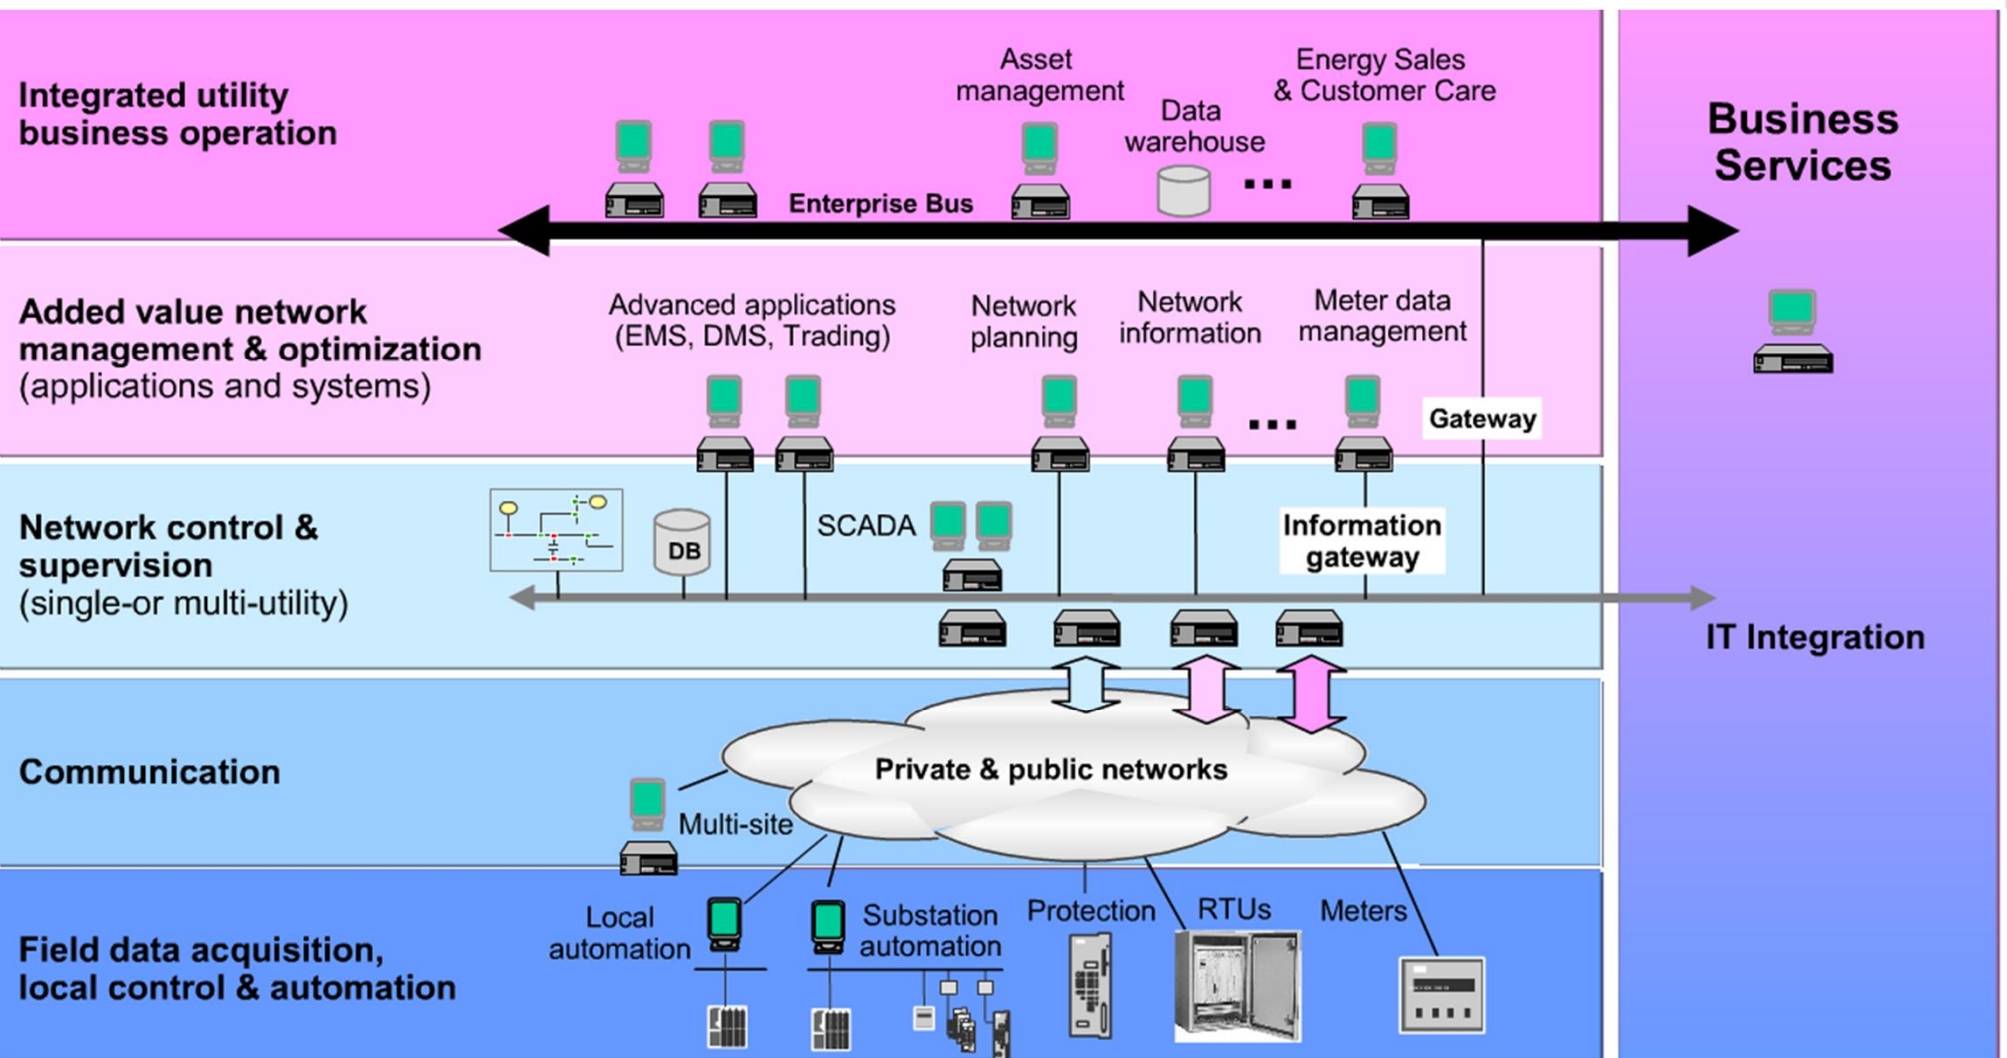 Integrated utility
business operation
Asset
management
Data
warehouse
...
Energy Sales
& Customer Care
Enterprise Bus
Business
Services
Added value network
management & optimization
(applications and systems)
Advanced applications
(EMS, DMS, Trading)
Network
planning
Network
information
...
Meter data
management
Gateway
Network control &
supervision
(single-or multi-utility)
DB
SCADA
Information
gateway
IT Integration
Communication
Private & public networks
Multi-site
Field data acquisition,
local control & automation
Local
automation
Substation
automation
Protection
RTUs
Meters